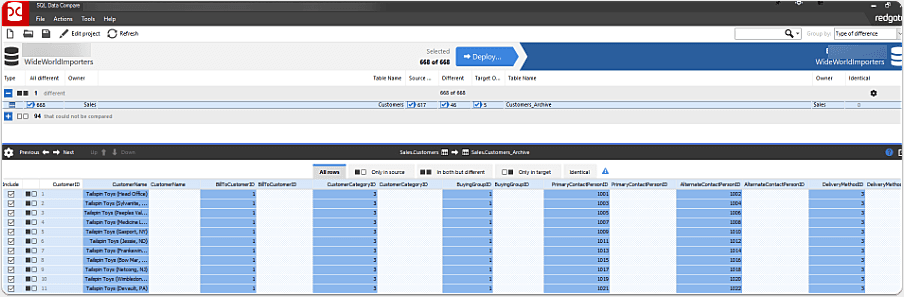 SQL Data Compare
File Actions Tools Help
redgate
Edit project Refresh
Group by: Type of difference
WideWorldImporters
Selected
668 of 668
Deploy...
WideWorldImporters
Type All different Owner Table Name Source ... Different Target O... Table Name Owner Identical
1 different 668 of 668
668 Sales Customers 617 46 5 Customers_Archive Sales 0
94 that could not be compared
Previous Next Up Down Sales.Customers Sales.Customers_Archive
All rows Only in source In both but different Only in target Identical
Include CustomerID CustomerName CustomerName BillToCustomerID BillToCustomerID CustomerCategoryID CustomerCategoryID BuyingGroupID BuyingGroupID PrimaryContactPersonID PrimaryContactPersonID AlternateContactPersonID AlternateContactPersonID DeliveryMethodID DeliveryMetho
1 Tailspin Toys (Head Office) 1 3 1 1001 1002 3
2 Tailspin Toys (Sylvanite, ... 1 3 1 1003 1004 3
3 Tailspin Toys (Peeples Val... 1 3 1 1005 1006 3
4 Tailspin Toys (Medicine L... 1 3 1 1007 1008 3
5 Tailspin Toys (Gasport, NY) 1 3 1 1009 1010 3
6 Tailspin Toys (Jessie, ND) 1 3 1 1011 1012 3
7 Tailspin Toys (Frankewin... 1 3 1 1013 1014 3
8 Tailspin Toys (Bow Mar, ... 1 3 1 1015 1016 3
9 Tailspin Toys (Netcong, NJ) 1 3 1 1017 1018 3
10 Tailspin Toys (Wimbledon,... 1 3 1 1019 1020 3
11 Tailspin Toys (Devault, PA) 1 3 1 1021 1022 3